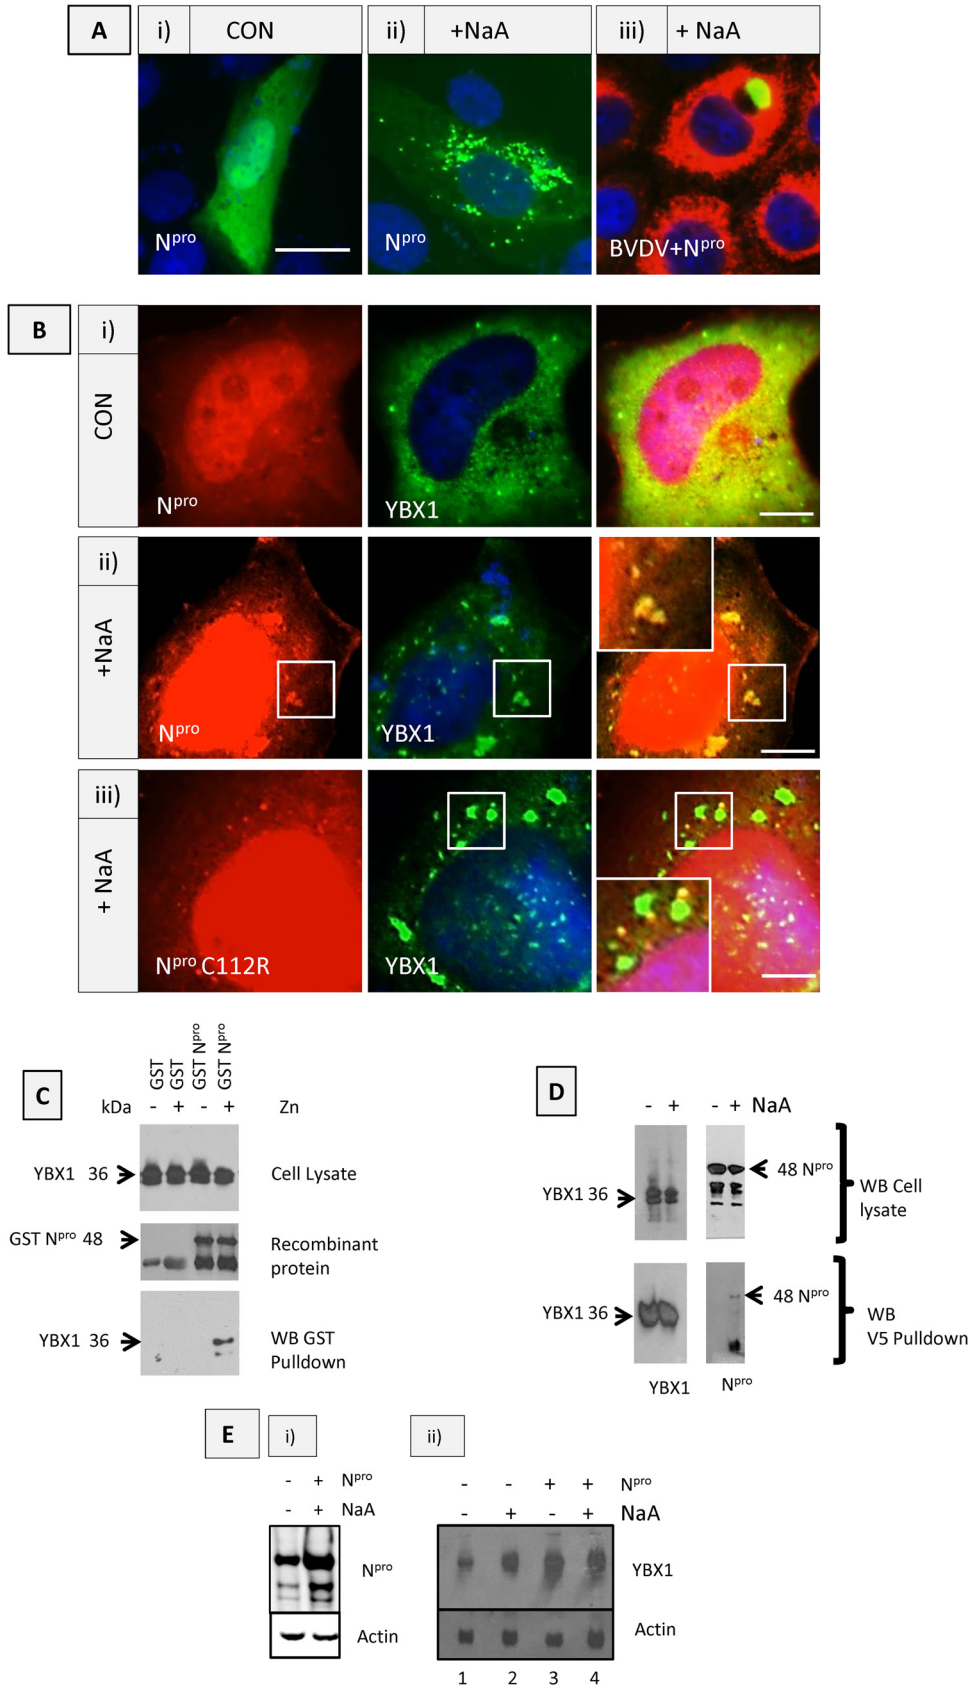 A i) CON ii) +NaA iii) + NaA
Npro Npro BVDV+Npro
B i)
CON
Npro YBX1
ii)
+NaA
Npro YBX1
iii)
+ NaA
Npro C112R YBX1
C
GST GST GST Npro GST Npro
kDa - + - + Zn
YBX1 36 Cell Lysate
GST Npro 48 Recombinant
protein
YBX1 36 WB GST
Pulldown
D
- + - + NaA
48 Npro
YBX1 36 WB Cell
lysate
48 Npro
YBX1 36 WB
V5 Pulldown
YBX1 Npro
E i) ii)
- + Npro
- + NaA
Npro
Actin
- - + + Npro
- + - + NaA
YBX1
Actin
1 2 3 4